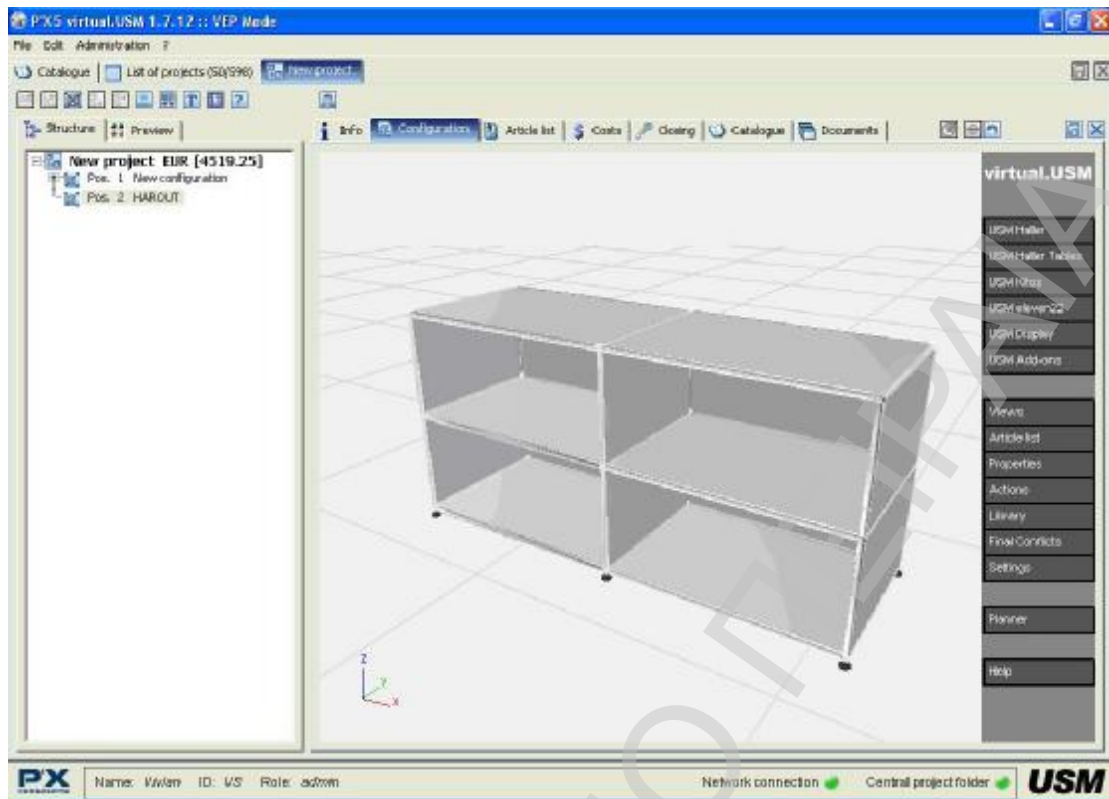 P'X5 virtual.USM 1.7.12 :: VEP Mode
File Edit Administration ?
Catalogue List of projects (50/598) New project...
Structure Preview
Info Configuration Article list Costs Closing Catalogue Documents
New project EUR [4519.25]
Pos. 1 New configuration
Pos. 2 HAROUT
virtual.USM
USM Haller
USM Haller Tables
USM Kitos
USM eleven22
USM Display
USM Add-ons
Views
Article list
Properties
Actions
Library
Final Conflicts
Settings
Planner
Help
Z
Y
X
P'X Name: Vivian ID: VS Role: admin Network connection Central project folder USM